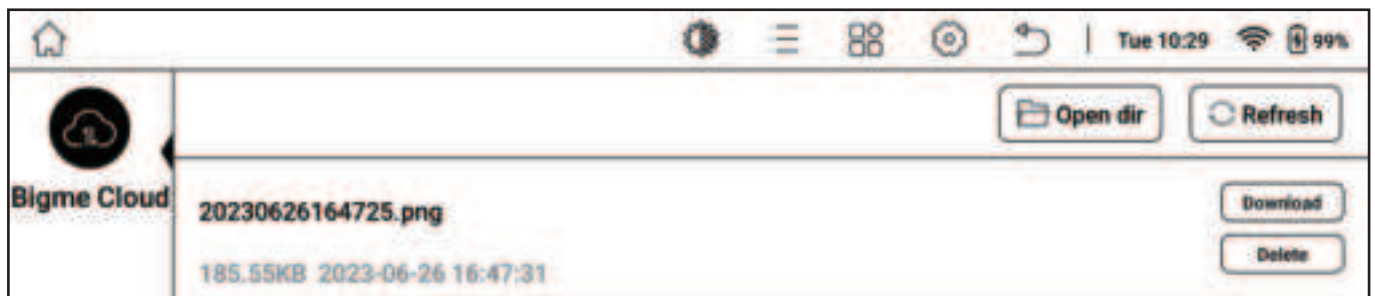 Tue 10:29 99%
Open dir Refresh
Bigme Cloud
20230626164725.png
185.55KB 2023-06-26 16:47:31
Download
Delete